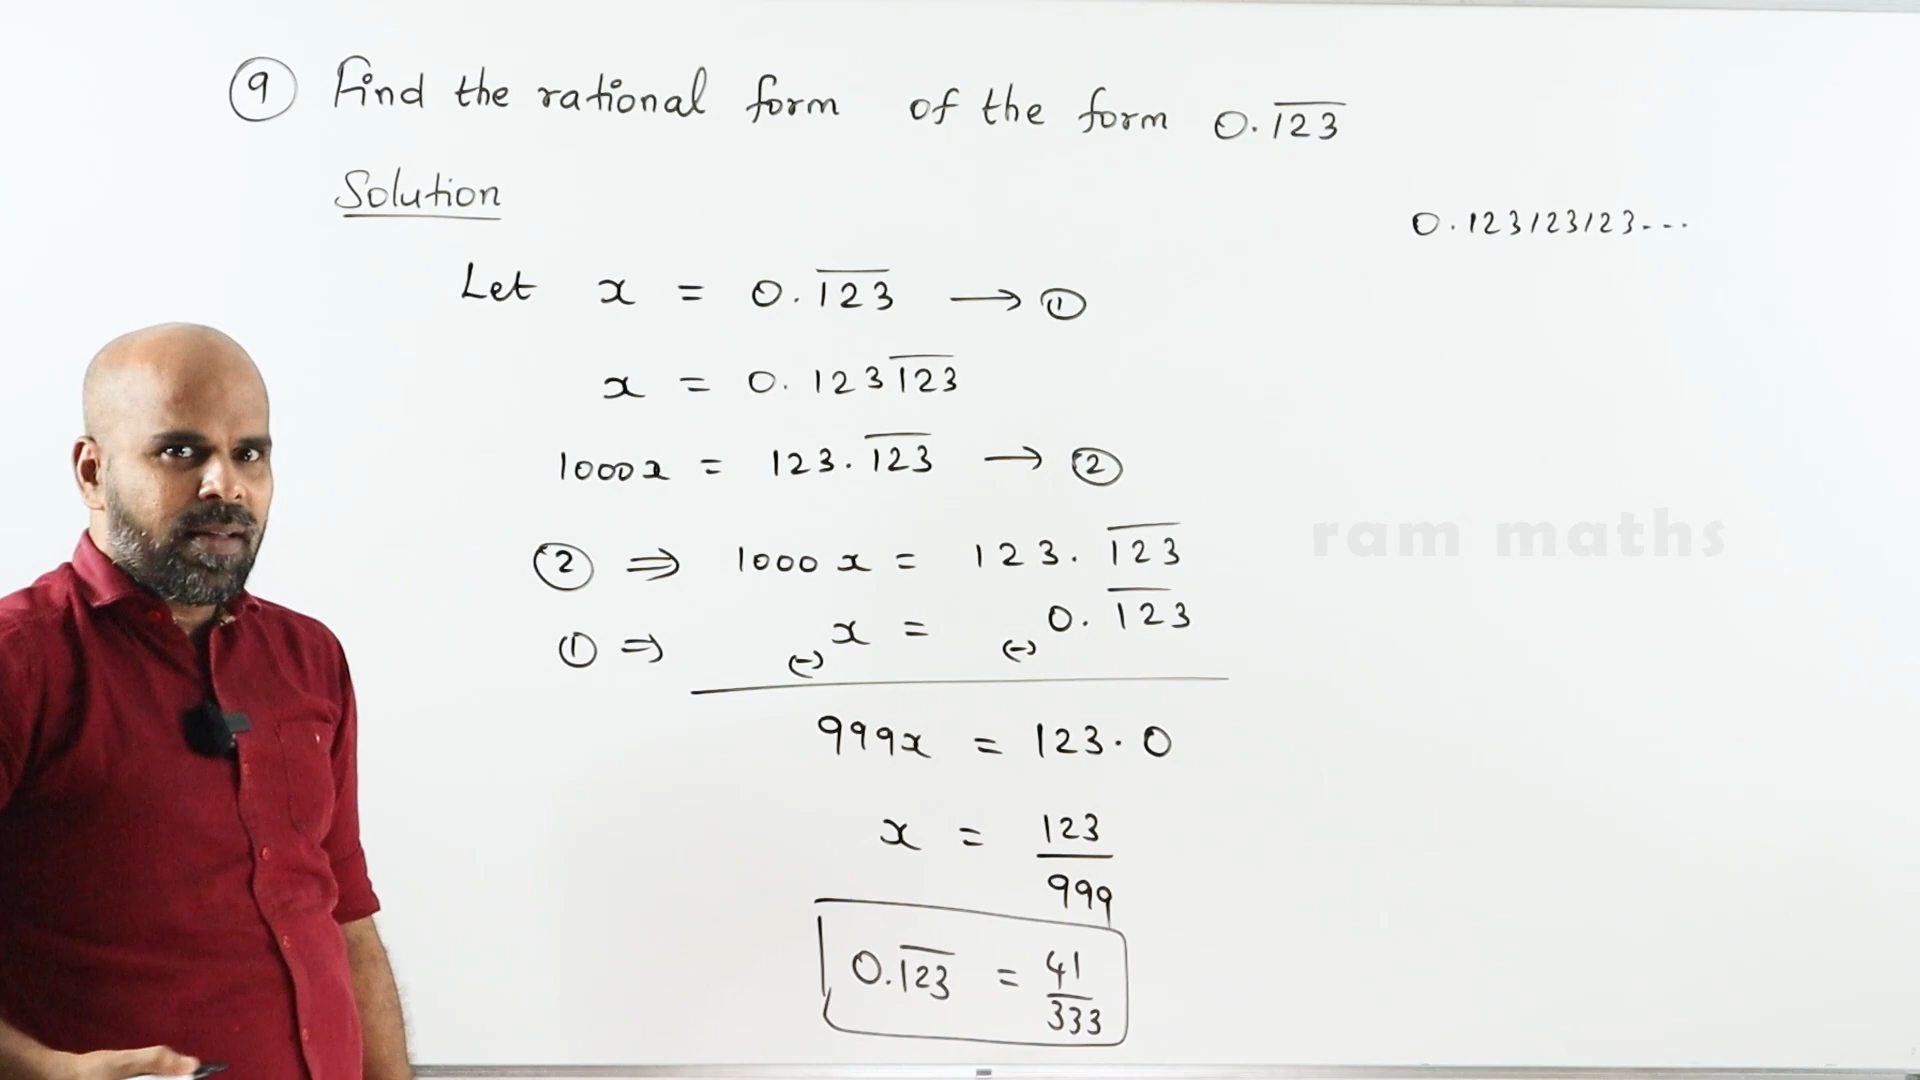 ⑨ Find the rational form of the form 0.1̅2̅3̅
Solution
0.123123123...
Let x = 0.1̅2̅3̅ → ①
x = 0.1231̅2̅3̅
1000x = 123.1̅2̅3̅ → ②
② ⇒ 1000x = 123.1̅2̅3̅
① ⇒ (-) x = (-) 0.1̅2̅3̅
999x = 123.0
x = 123/999
0.1̅2̅3̅ = 41/333
ram maths